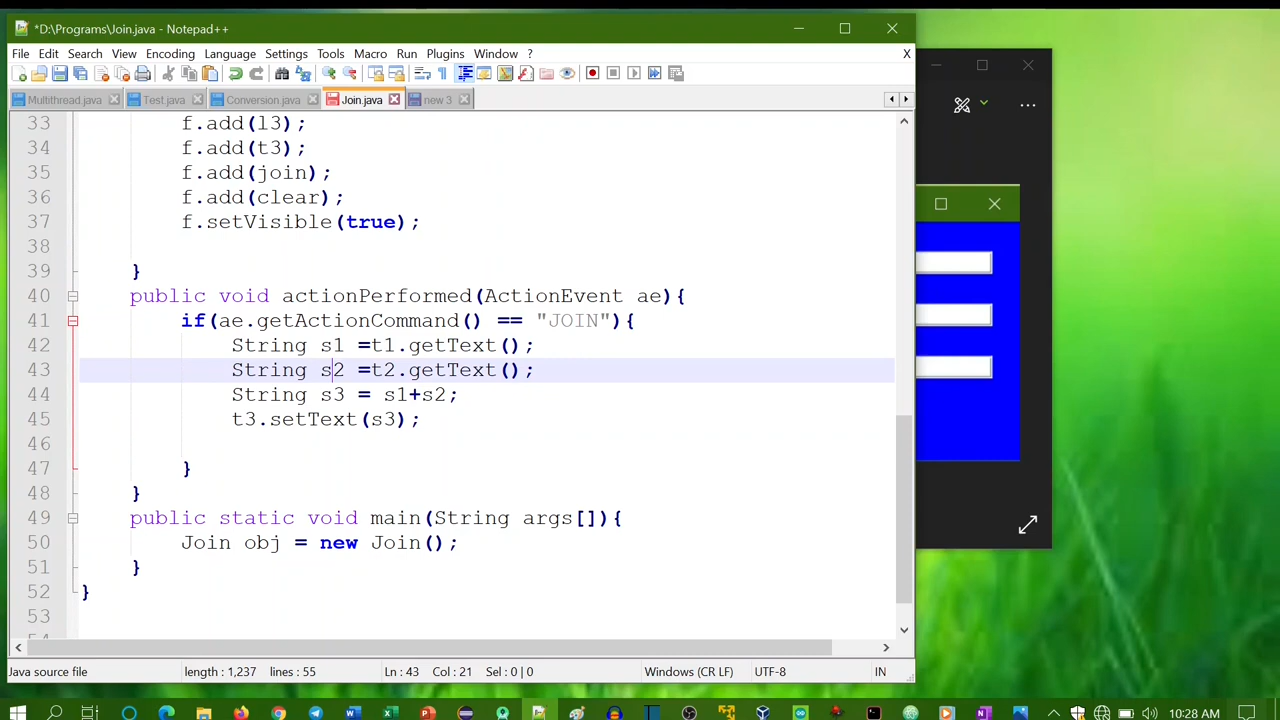 *D:\Programs\Join.java - Notepad++
File Edit Search View Encoding Language Settings Tools Macro Run Plugins Window ? X
Multithread.java Test.java Conversion.java Join.java new 3
33 f.add(l3);
34 f.add(t3);
35 f.add(join);
36 f.add(clear);
37 f.setVisible(true);
38
39 }
40 public void actionPerformed(ActionEvent ae){
41 if(ae.getActionCommand() == "JOIN"){
42 String s1 =t1.getText();
43 String s2 =t2.getText();
44 String s3 = s1+s2;
45 t3.setText(s3);
46
47 }
48 }
49 public static void main(String args[]){
50 Join obj = new Join();
51 }
52 }
53
Java source file length : 1,237 lines : 55 Ln : 43 Col : 21 Sel : 0 | 0 Windows (CR LF) UTF-8 IN
10:28 AM